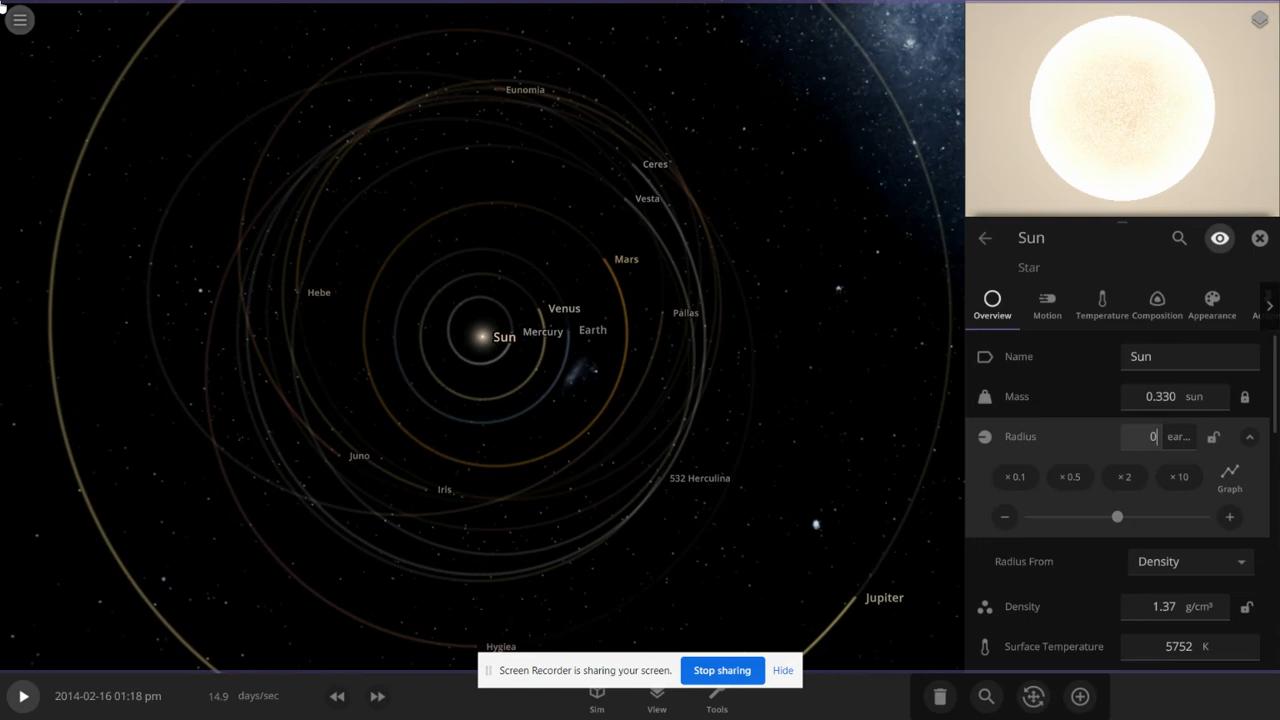 Eunomia
Ceres
Vesta
Mars
Hebe
Venus
Pallas
Sun
Mercury
Earth
Juno
532 Herculina
Iris
Jupiter
Hygiea
Screen Recorder is sharing your screen.
Stop sharing
Hide
2014-02-16 01:18 pm
14.9 days/sec
Sim
View
Tools
Sun
Star
Overview
Motion
Temperature
Composition
Appearance
Name
Sun
Mass
0.330 sun
Radius
0 ear...
× 0.1
× 0.5
× 2
× 10
Graph
Radius From
Density
Density
1.37 g/cm³
Surface Temperature
5752 K